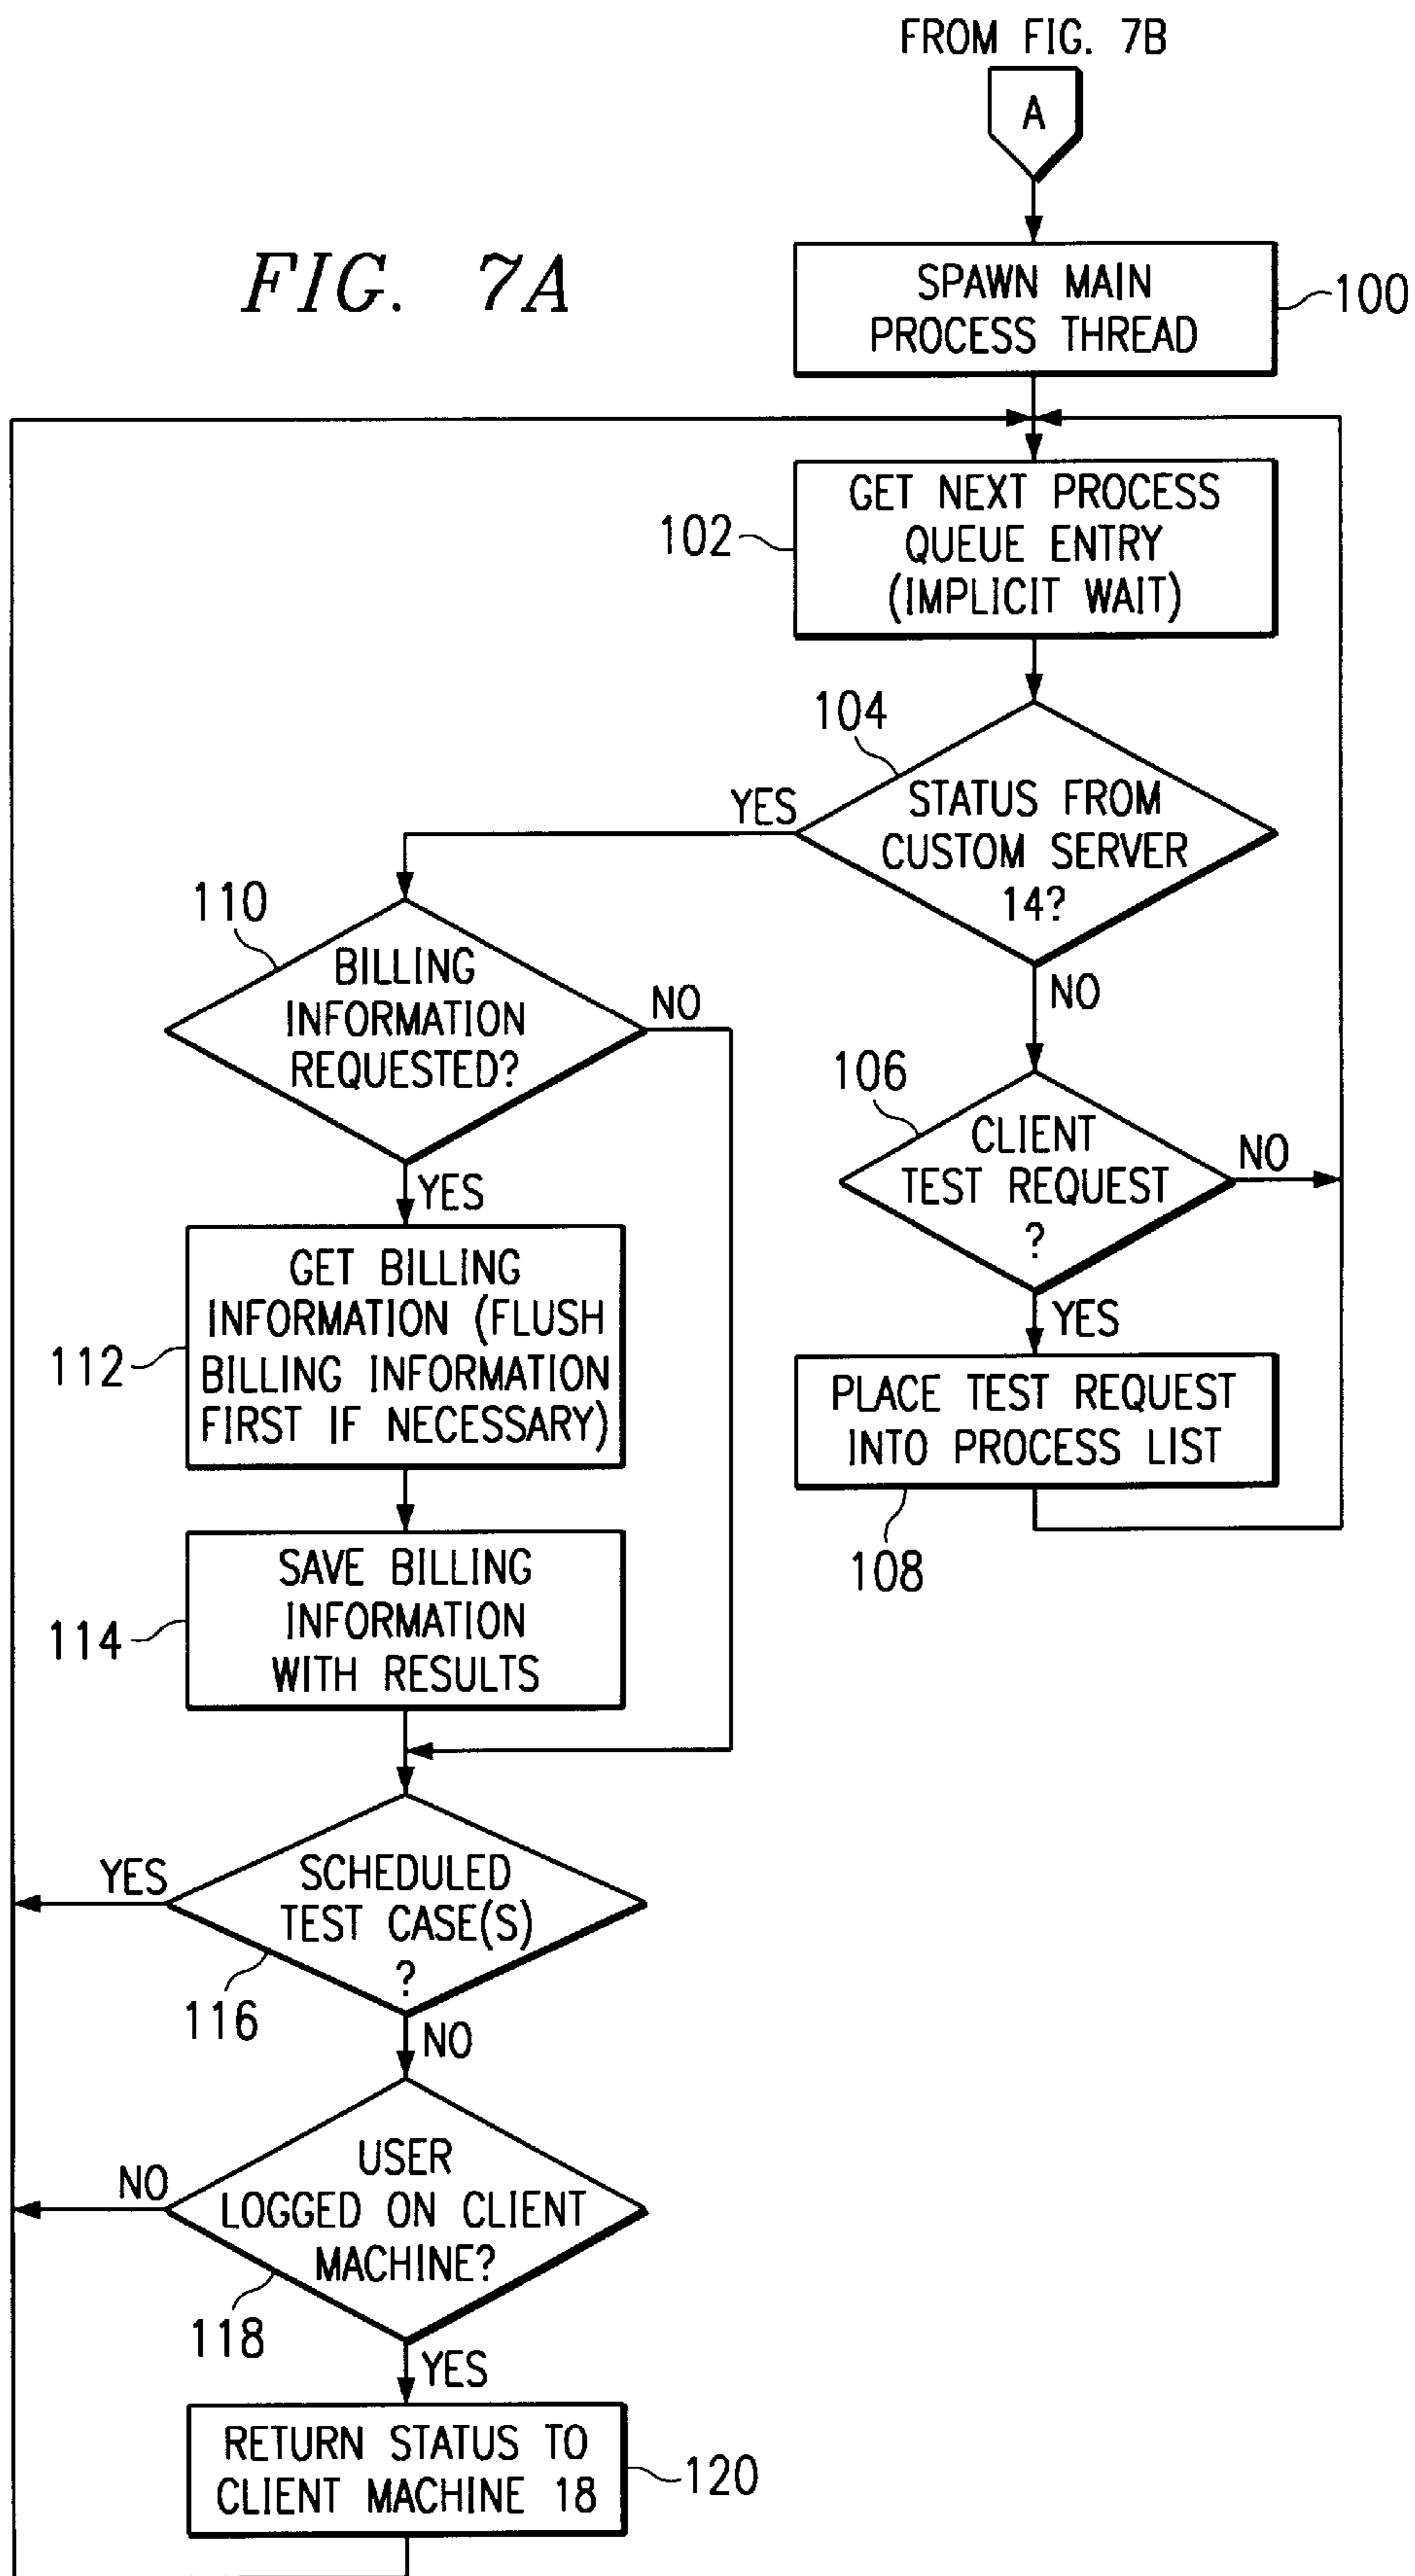 FROM FIG. 7B
A
FIG. 7A
SPAWN MAIN
PROCESS THREAD
100
GET NEXT PROCESS
QUEUE ENTRY
(IMPLICIT WAIT)
102
104
STATUS FROM
CUSTOM SERVER
14?
YES
NO
110
BILLING
INFORMATION
REQUESTED?
NO
YES
106
CLIENT
TEST REQUEST
?
NO
YES
112
GET BILLING
INFORMATION (FLUSH
BILLING INFORMATION
FIRST IF NECESSARY)
PLACE TEST REQUEST
INTO PROCESS LIST
108
114
SAVE BILLING
INFORMATION
WITH RESULTS
YES
SCHEDULED
TEST CASE(S)
?
116
NO
NO
USER
LOGGED ON CLIENT
MACHINE?
118
YES
RETURN STATUS TO
CLIENT MACHINE 18
120